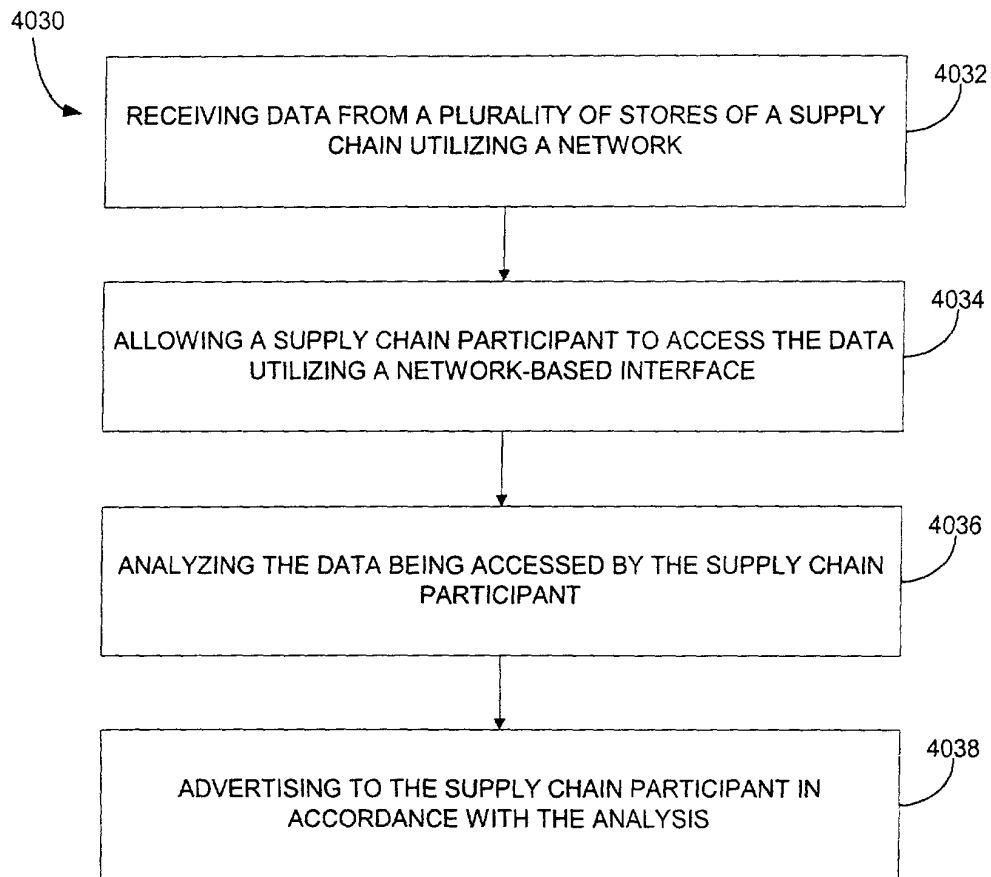 4030
4032
RECEIVING DATA FROM A PLURALITY OF STORES OF A SUPPLY
CHAIN UTILIZING A NETWORK
4034
ALLOWING A SUPPLY CHAIN PARTICIPANT TO ACCESS THE DATA
UTILIZING A NETWORK-BASED INTERFACE
4036
ANALYZING THE DATA BEING ACCESSED BY THE SUPPLY CHAIN
PARTICIPANT
4038
ADVERTISING TO THE SUPPLY CHAIN PARTICIPANT IN
ACCORDANCE WITH THE ANALYSIS